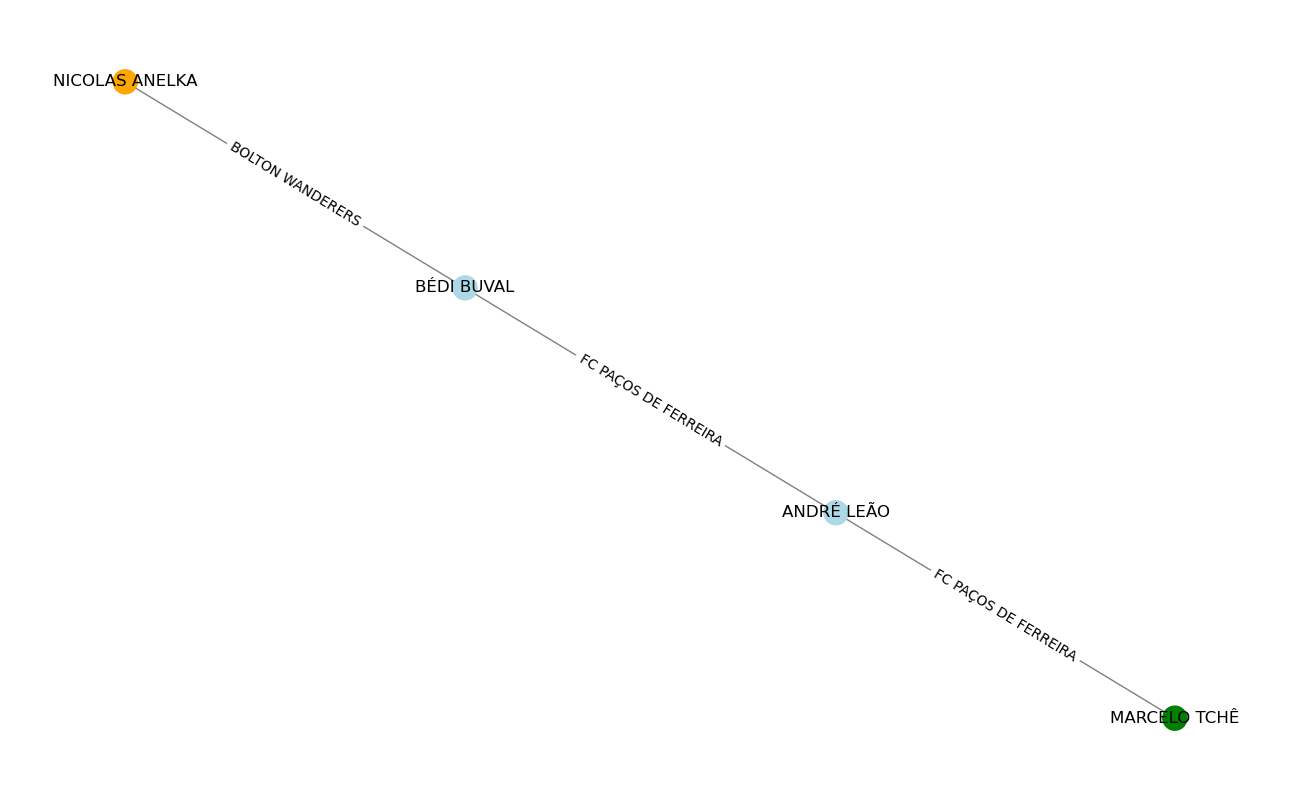 NICOLAS ANELKA
BOLTON WANDERERS
BÉDI BUVAL
FC PAÇOS DE FERREIRA
ANDRÉ LEÃO
FC PAÇOS DE FERREIRA
MARCELO TCHÊ